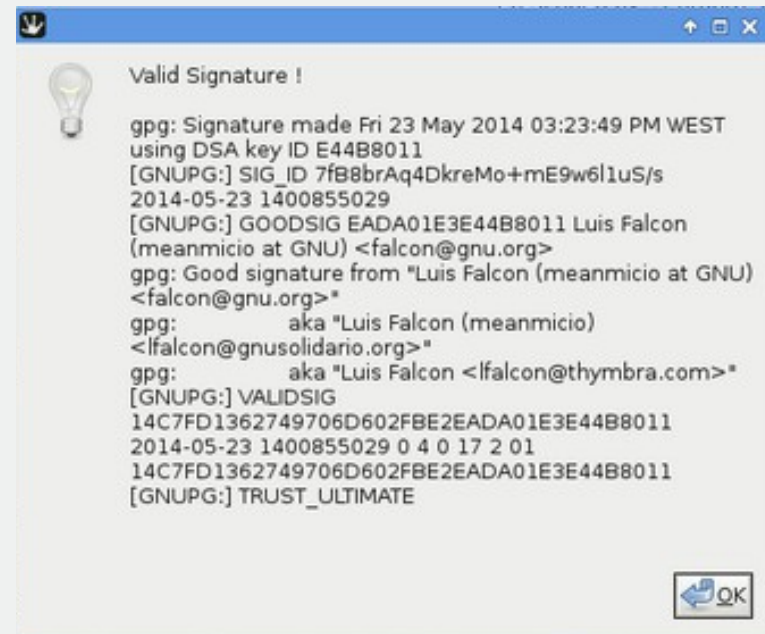 Valid Signature !
gpg: Signature made Fri 23 May 2014 03:23:49 PM WEST
using DSA key ID E44B8011
[GNUPG:] SIG_ID 7fB8brAq4DkreMo+mE9w6l1uS/s
2014-05-23 1400855029
[GNUPG:] GOODSIG EADA01E3E44B8011 Luis Falcon
(meanmicio at GNU) <falcon@gnu.org>
gpg: Good signature from "Luis Falcon (meanmicio at GNU)
<falcon@gnu.org>"
gpg:                 aka "Luis Falcon (meanmicio)
<lfalcon@gnusolidario.org>"
gpg:                 aka "Luis Falcon <lfalcon@thymbra.com>"
[GNUPG:] VALIDSIG
14C7FD1362749706D602FBE2EADA01E3E44B8011
2014-05-23 1400855029 0 4 0 17 2 01
14C7FD1362749706D602FBE2EADA01E3E44B8011
[GNUPG:] TRUST_ULTIMATE
OK